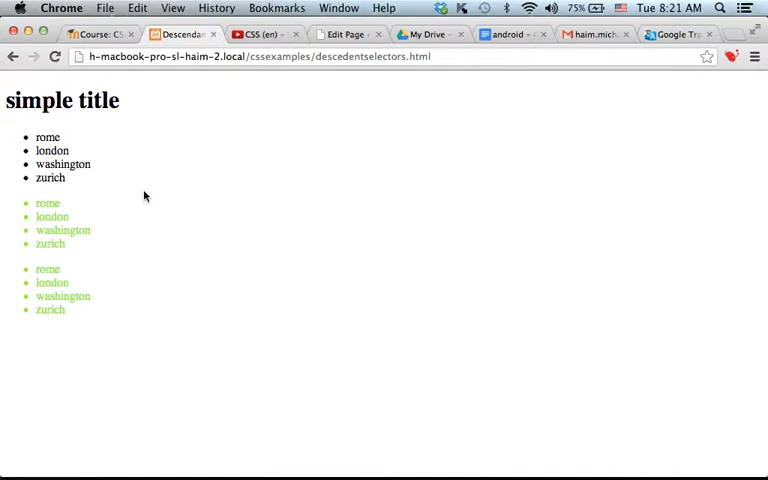 Chrome File Edit View History Bookmarks Window Help 75% Tue 8:21 AM
Course: CS Descendan CSS (en) - Edit Page My Drive - android - haim.mich Google Tra
h-macbook-pro-sl-haim-2.local/cssexamples/descedentselectors.html
simple title
rome
london
washington
zurich
rome
london
washington
zurich
rome
london
washington
zurich